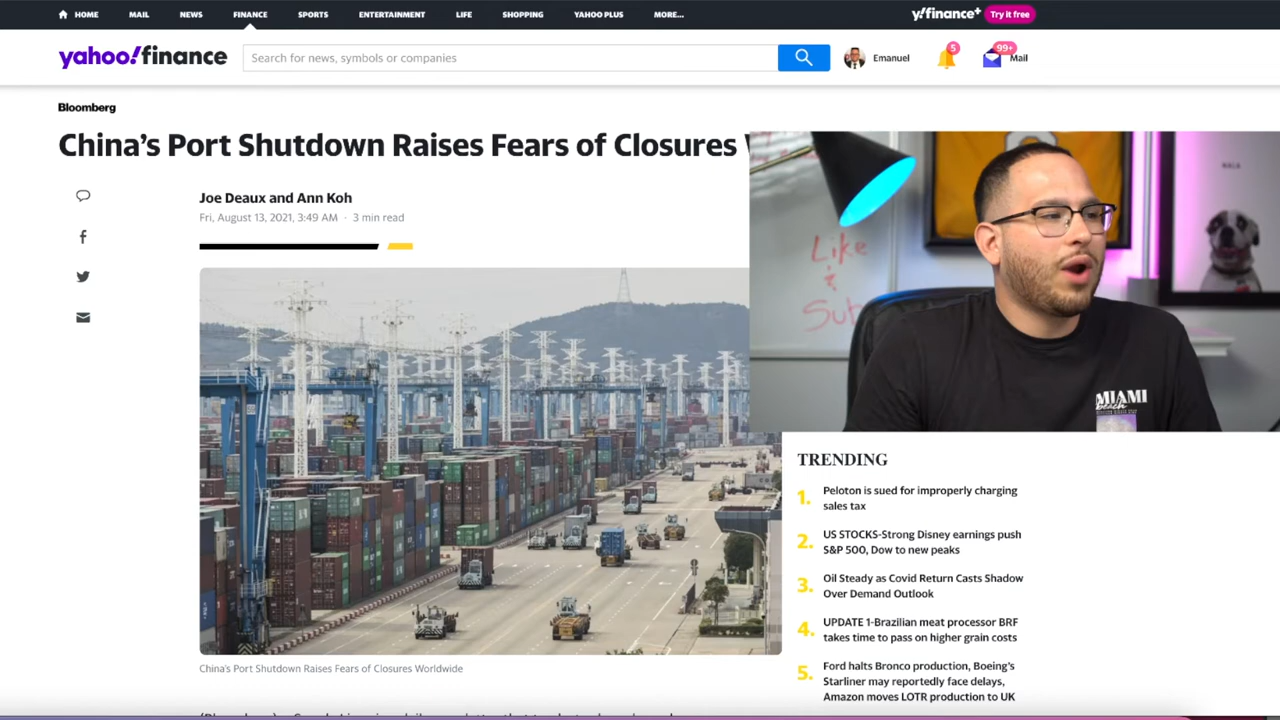 HOME
MAIL
NEWS
FINANCE
SPORTS
ENTERTAINMENT
LIFE
SHOPPING
YAHOO PLUS
MORE...
y!finance+
Try it free
yahoo!finance
Search for news, symbols or companies
Emanuel
5
99+
Mail
Bloomberg
China's Port Shutdown Raises Fears of Closures
Joe Deaux and Ann Koh
Fri, August 13, 2021, 3:49 AM · 3 min read
Like
&
Sub
NALA
MIAMI
beach
TRENDING
1. Peloton is sued for improperly charging
sales tax
2. US STOCKS-Strong Disney earnings push
S&P 500, Dow to new peaks
3. Oil Steady as Covid Return Casts Shadow
Over Demand Outlook
4. UPDATE 1-Brazilian meat processor BRF
takes time to pass on higher grain costs
5. Ford halts Bronco production, Boeing's
Starliner may reportedly face delays,
Amazon moves LOTR production to UK
China's Port Shutdown Raises Fears of Closures Worldwide